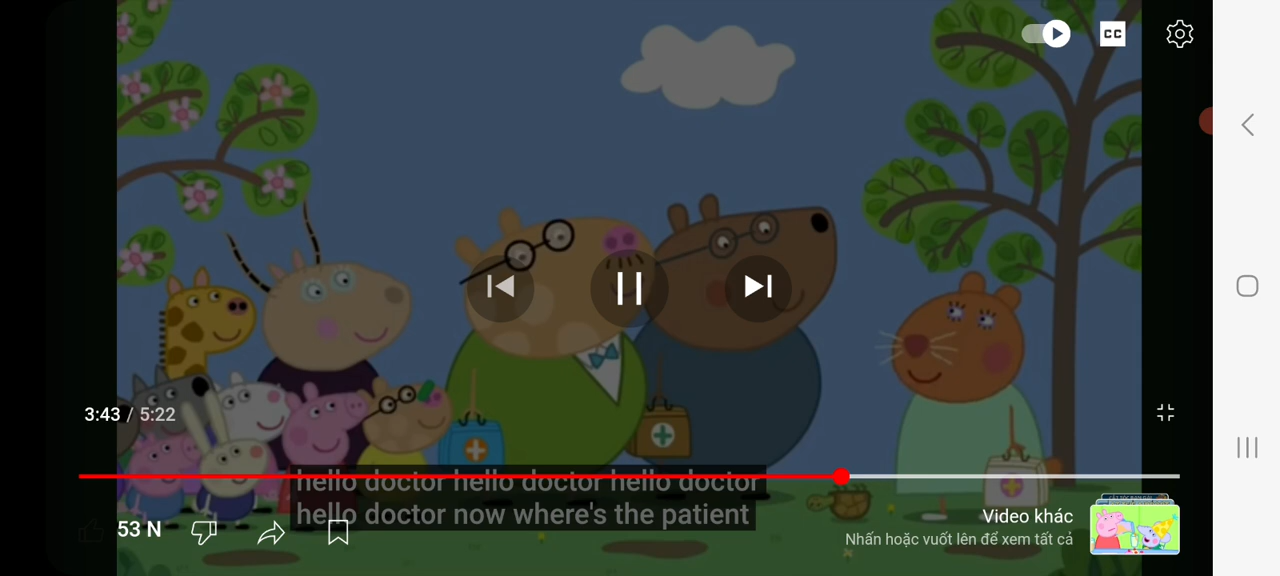 CC
3:43 / 5:22
hello doctor hello doctor hello doctor
hello doctor now where's the patient
53 N
Video khác
Nhấn hoặc vuốt lên để xem tất cả